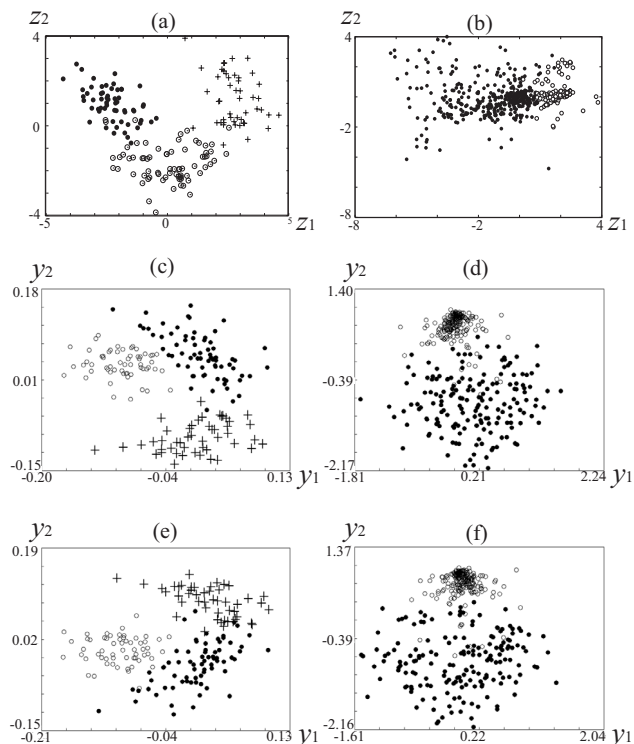 z2 (a)
4
0
-4
-5 0 5
z1
z2 (b)
4
-2
-8
-8 -2 4
z1
y2 (c)
0.18
0.01
-0.15
-0.20 -0.04 0.13
y1
y2 (d)
1.40
-0.39
-2.17
-1.81 0.21 2.24
y1
y2 (e)
0.19
0.02
-0.15
-0.21 -0.04 0.13
y1
y2 (f)
1.37
-0.39
-2.16
-1.61 0.22 2.04
y1